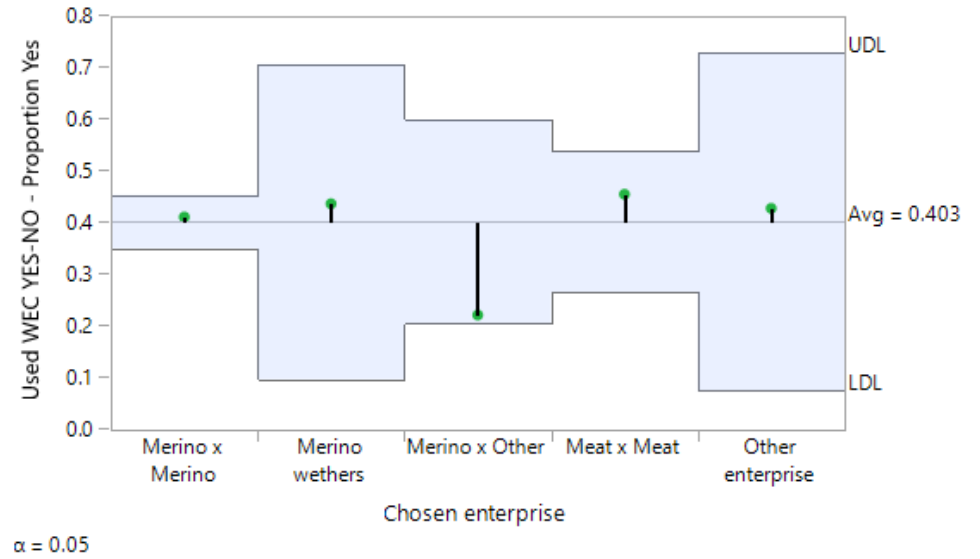 Used WEC YES-NO - Proportion Yes
0.8
0.7
0.6
0.5
0.4
0.3
0.2
0.1
0.0
UDL
Avg = 0.403
LDL
Merino x
Merino
Merino
wethers
Merino x Other
Meat x Meat
Other
enterprise
Chosen enterprise
α = 0.05